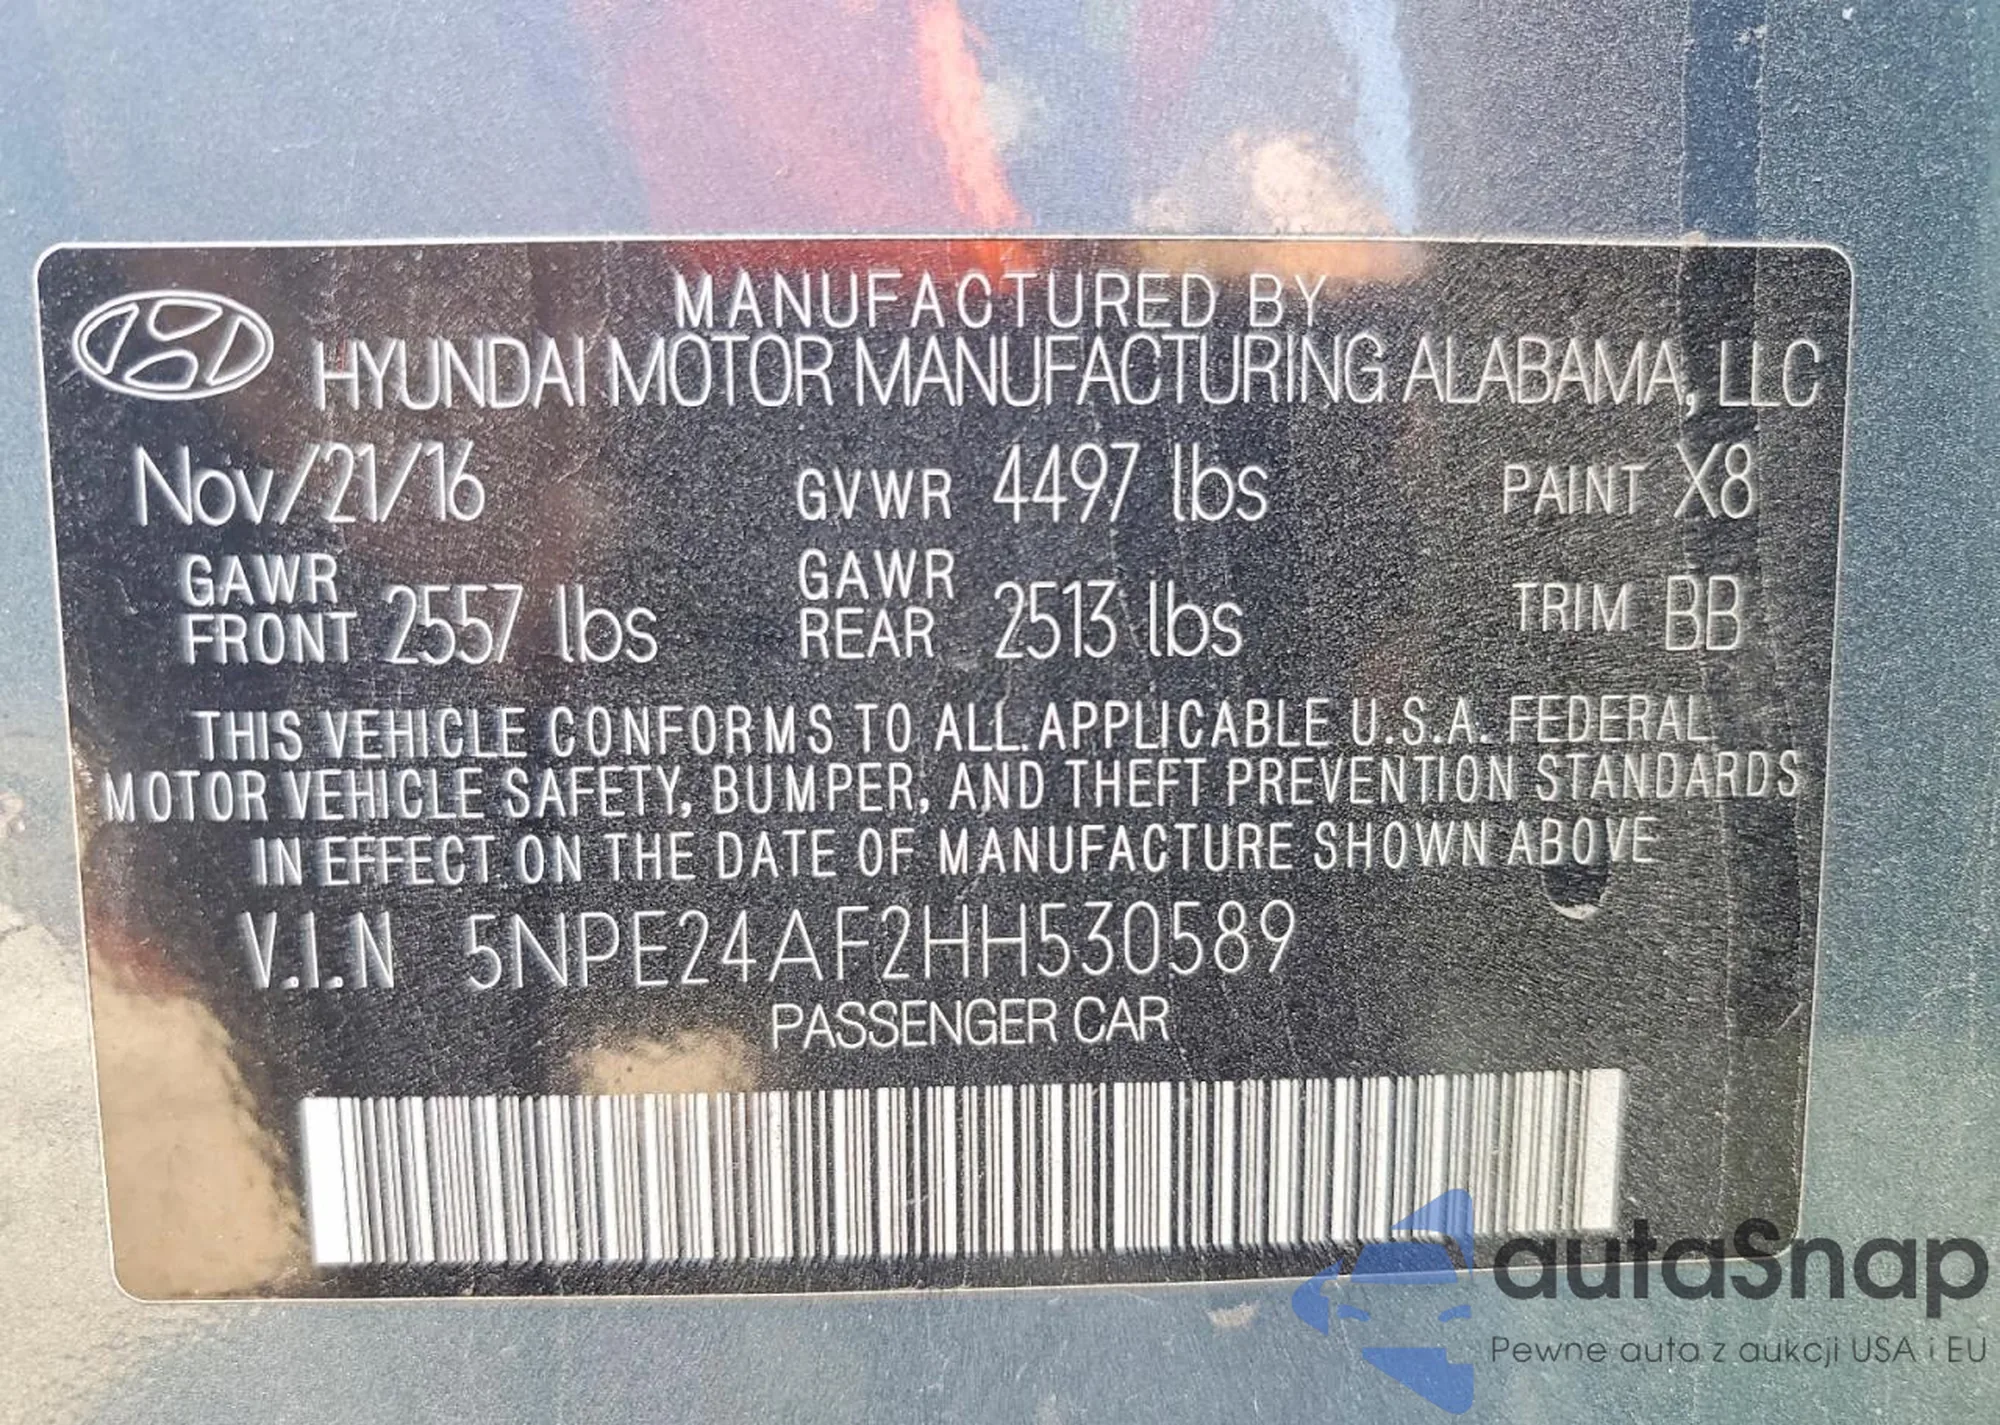 MANUFACTURED BY
HYUNDAI MOTOR MANUFACTURING ALABAMA, LLC
Nov/21/16 GVWR 4497 lbs PAINT X8
GAWR FRONT 2557 lbs GAWR REAR 2513 lbs TRIM BB
THIS VEHICLE CONFORMS TO ALL APPLICABLE U.S.A. FEDERAL
MOTOR VEHICLE SAFETY, BUMPER, AND THEFT PREVENTION STANDARDS
IN EFFECT ON THE DATE OF MANUFACTURE SHOWN ABOVE
V.I.N 5NPE24AF2HH530589
PASSENGER CAR
autaSnap
Pewne auta z aukcji USA i EU